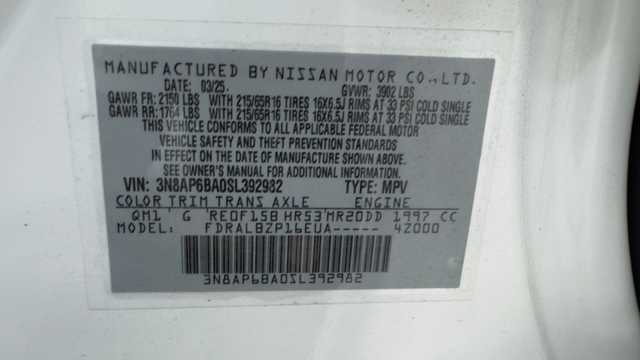 MANUFACTURED BY NISSAN MOTOR CO., LTD.
DATE 03/25. GVWR: 3902 LBS
GAWR FR: 2150 LBS WITH 215/65R16 TIRES 16X6.5J RIMS AT 33 PSI COLD SINGLE
GAWR RR: 1764 LBS WITH 215/65R16 TIRES 16X6.5J RIMS AT 33 PSI COLD SINGLE
THIS VEHICLE CONFORMS TO ALL APPLICABLE FEDERAL MOTOR
VEHICLE SAFETY AND THEFT PREVENTION STANDARDS
IN EFFECT ON THE DATE OF MANUFACTURE SHOWN ABOVE.
SEE OWNER'S MANUAL FOR ADDITIONAL INFORMATION.
VIN: 3N8AP6BA0SL392982 TYPE: MPV
COLOR TRIM TRANS AXLE ENGINE
QM1 G RE0F15B HR53 MR20DD 1997 CC
MODEL: FDRALBZP16EUA----- 4Z000
3N8AP6BA0SL392982